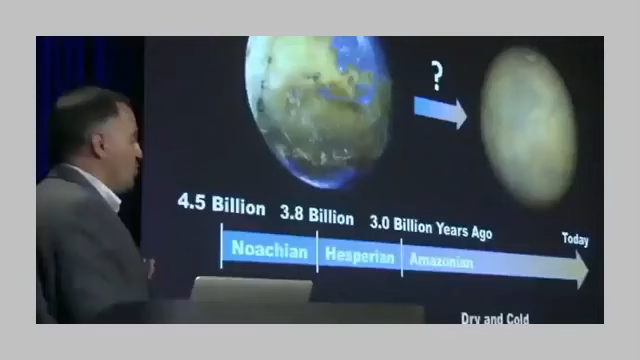 ?
4.5 Billion 3.8 Billion 3.0 Billion Years Ago Today
Noachian Hesperian Amazonian
Dry and Cold